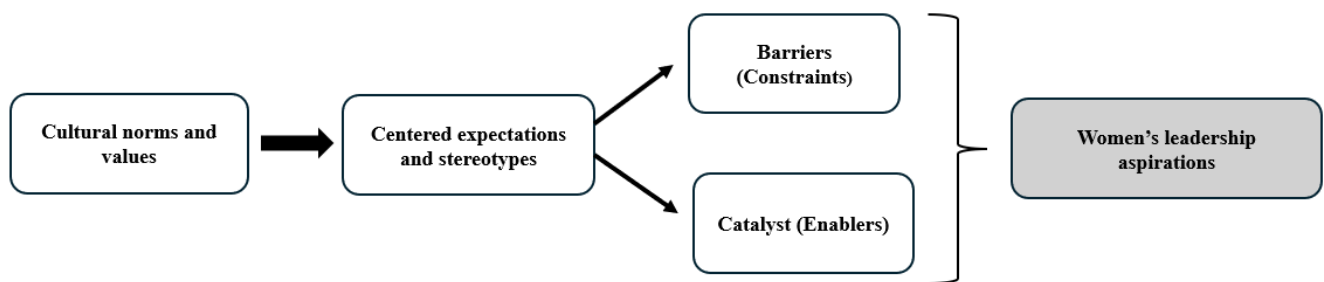 Cultural norms and
values
Centered expectations
and stereotypes
Barriers
(Constraints)
Catalyst (Enablers)
Women’s leadership
aspirations